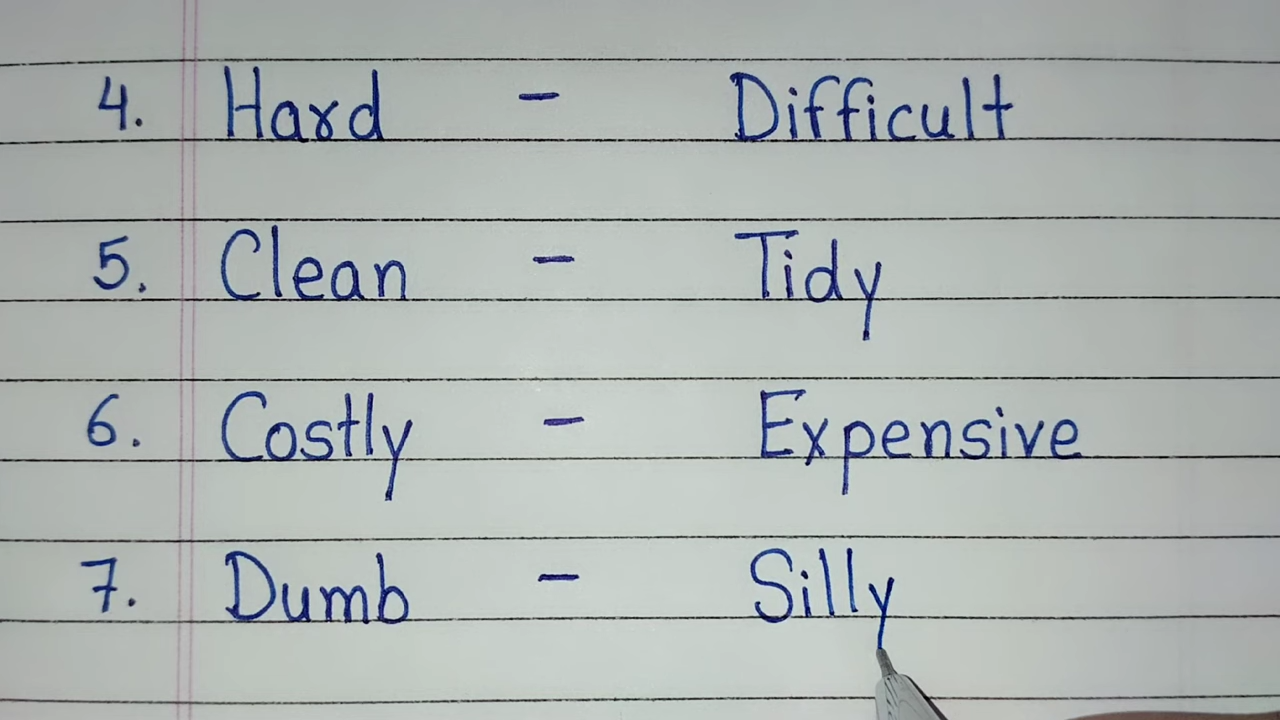 4. Hard - Difficult
5. Clean - Tidy
6. Costly - Expensive
7. Dumb - Silly